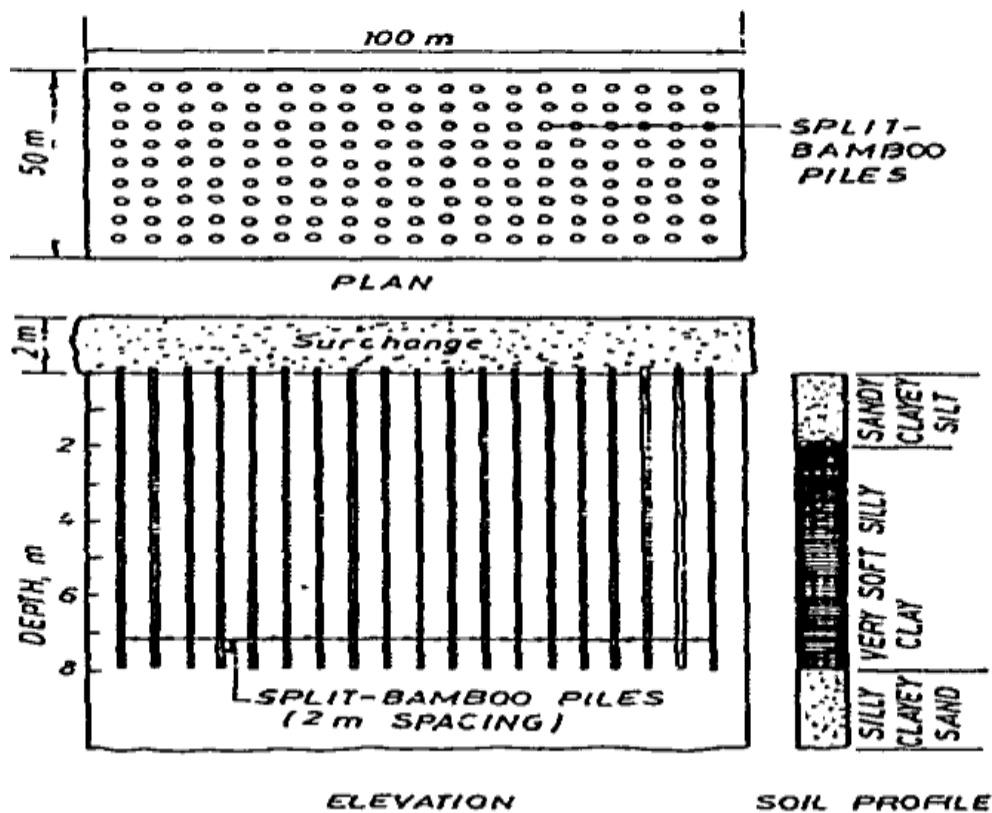 100 m
50 m
SPLIT-
BAMBOO
PILES
PLAN
2 m
Surchange
DEPTH, m
2
4
6
8
SPLIT-BAMBOO PILES
(2 m SPACING)
SANDY
CLAYEY
SILT
VERY SOFT SILLY
CLAY
SILLY
CLAYEY
SAND
ELEVATION
SOIL PROFILE